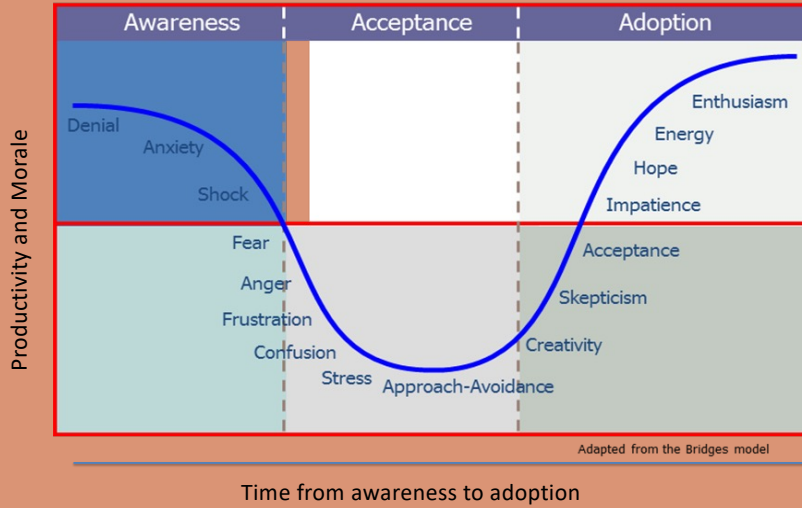 Awareness
Acceptance
Adoption
Productivity and Morale
Denial
Anxiety
Shock
Fear
Anger
Frustration
Confusion
Stress
Approach-Avoidance
Creativity
Skepticism
Acceptance
Impatience
Hope
Energy
Enthusiasm
Adapted from the Bridges model
Time from awareness to adoption